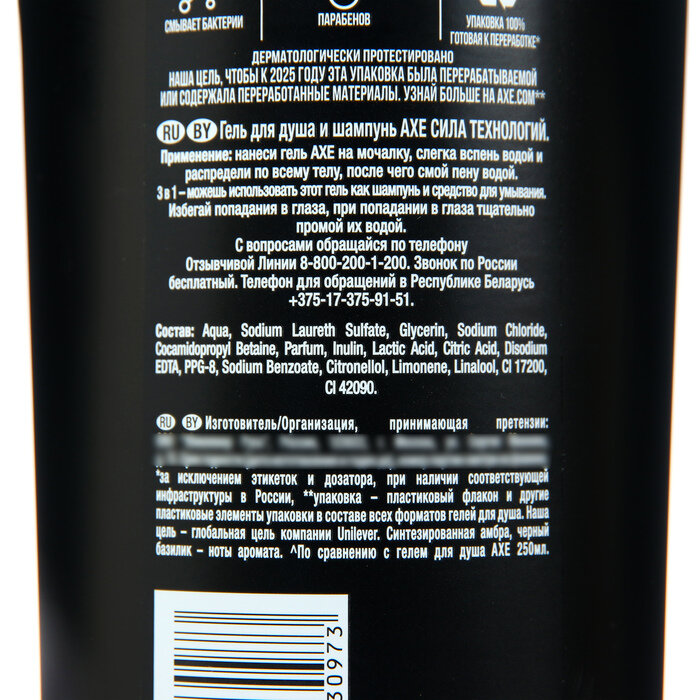 СМЫВАЕТ БАКТЕРИИ
ПАРАБЕНОВ
УПАКОВКА 100%
ГОТОВАЯ К ПЕРЕРАБОТКЕ*
ДЕРМАТОЛОГИЧЕСКИ ПРОТЕСТИРОВАНО
НАША ЦЕЛЬ, ЧТОБЫ К 2025 ГОДУ ЭТА УПАКОВКА БЫЛА ПЕРЕРАБАТЫВАЕМОЙ
ИЛИ СОДЕРЖАЛА ПЕРЕРАБОТАННЫЕ МАТЕРИАЛЫ. УЗНАЙ БОЛЬШЕ НА AXE.COM**
RU BY Гель для душа и шампунь AXE СИЛА ТЕХНОЛОГИЙ.
Применение: нанеси гель AXE на мочалку, слегка вспень водой и
распредели по всему телу, после чего смой пену водой.
3 в 1 – можешь использовать этот гель как шампунь и средство для умывания.
Избегай попадания в глаза, при попадании в глаза тщательно
промой их водой.
С вопросами обращайся по телефону
Отзывчивой Линии 8-800-200-1-200. Звонок по России
бесплатный. Телефон для обращений в Республике Беларусь
+375-17-375-91-51.
Состав: Aqua, Sodium Laureth Sulfate, Glycerin, Sodium Chloride,
Cocamidopropyl Betaine, Parfum, Inulin, Lactic Acid, Citric Acid, Disodium
EDTA, PPG-8, Sodium Benzoate, Citronellol, Limonene, Linalool, CI 17200,
CI 42090.
RU BY Изготовитель/Организация, принимающая претензии:
*за исключением этикеток и дозатора, при наличии соответствующей
инфраструктуры в России, **упаковка – пластиковый флакон и другие
пластиковые элементы упаковки в составе всех форматов гелей для душа. Наша
цель – глобальная цель компании Unilever. Синтезированная амбра, черный
базилик – ноты аромата. ^По сравнению с гелем для душа AXE 250мл.
30973